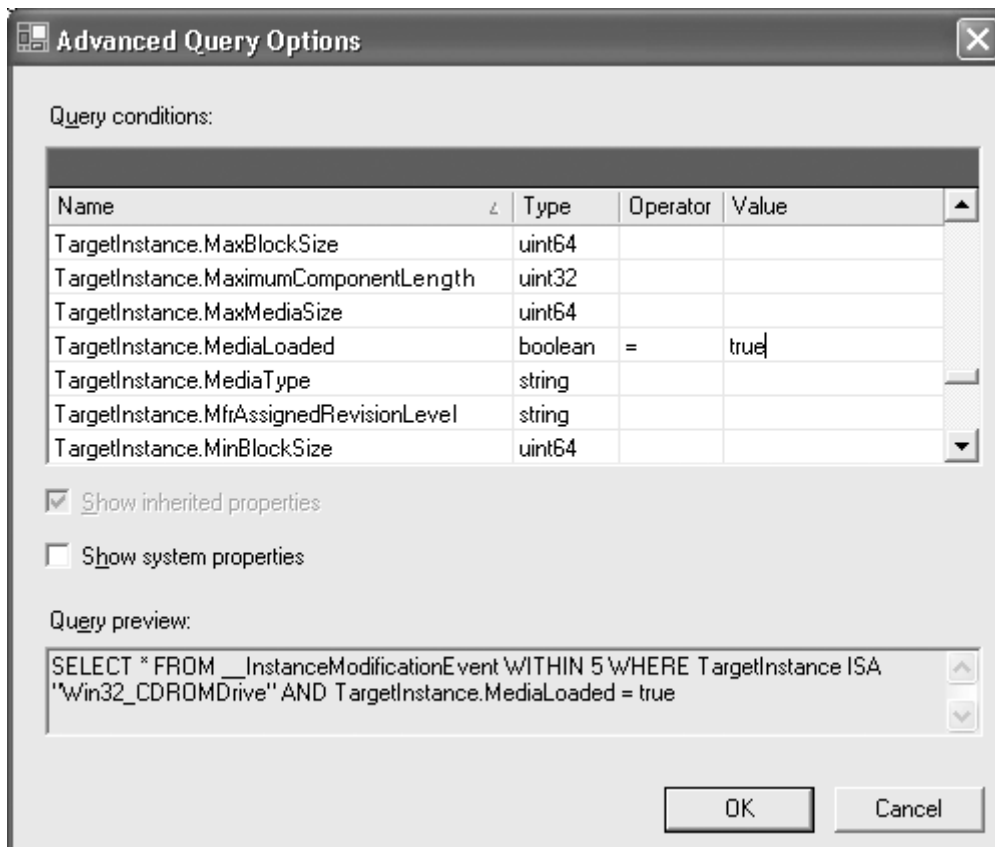 Advanced Query Options
Query conditions:
Name Type Operator Value
TargetInstance.MaxBlockSize uint64
TargetInstance.MaximumComponentLength uint32
TargetInstance.MaxMediaSize uint64
TargetInstance.MediaLoaded boolean = true
TargetInstance.MediaType string
TargetInstance.MfrAssignedRevisionLevel string
TargetInstance.MinBlockSize uint64
Show inherited properties
Show system properties
Query preview:
SELECT * FROM __InstanceModificationEvent WITHIN 5 WHERE TargetInstance ISA
"Win32_CDROMDrive" AND TargetInstance.MediaLoaded = true
OK Cancel